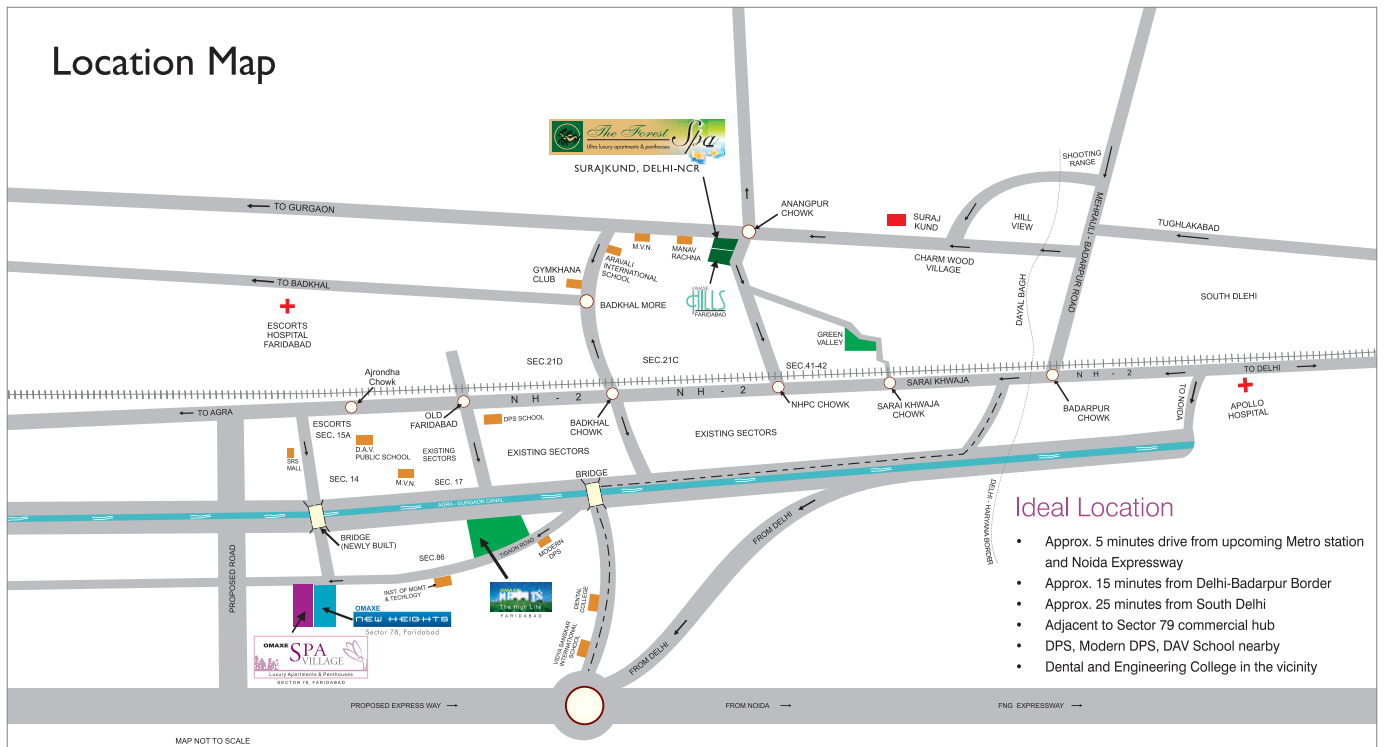 Location Map
The Forest Spa
Ultra luxury apartments & penthouses
SURAJKUND, DELHI-NCR
SHOOTING
RANGE
TO GURGAON
ANANGPUR
CHOWK
SURAJ
KUND
HILL
VIEW
MEHRAULI - BADARPUR ROAD
TUGHLAKABAD
M.V.N.
MANAV
RACHNA
ARAVALI
INTERNATIONAL
SCHOOL
CHARM WOOD
VILLAGE
GYMKHANA
CLUB
TO BADKHAL
BADKHAL MORE
OMAXE
HILLS
FARIDABAD
DAYAL BAGH
SOUTH DLEHI
ESCORTS
HOSPITAL
FARIDABAD
GREEN
VALLEY
SEC.21D
SEC.21C
SEC.41-42
Ajrondha
Chowk
NH-2
NH-2
SARAI KHWAJA
NH-2
TO DELHI
TO AGRA
ESCORTS
OLD
FARIDABAD
DPS SCHOOL
BADKHAL
CHOWK
NHPC CHOWK
SARAI KHWAJA
CHOWK
BADARPUR
CHOWK
TO NOIDA
APOLLO
HOSPITAL
SEC. 15A
D.A.V.
PUBLIC SCHOOL
EXISTING
SECTORS
EXISTING SECTORS
EXISTING SECTORS
SRS
MALL
SEC. 14
M.V.N.
SEC. 17
BRIDGE
AGRA - GURGAON CANAL
DELHI - HARYANA BORDER
BRIDGE
(NEWLY BUILT)
PROPOSED ROAD
SEC.86
TIGAON ROAD
MODERN
DPS
FROM DELHI
INST. OF MGMT.
& TECHLOGY
OMAXE
The High Life
FARIDABAD
DENTAL
COLLEGE
OMAXE
NEW HEIGHTS
Sector 78, Faridabad
VIDYA SANSKAR
INTERNATIONAL
SCHOOL
FROM DELHI
OMAXE SPA
VILLAGE
Luxury Apartments & Penthouses
SECTOR 78, FARIDABAD
Ideal Location
• Approx. 5 minutes drive from upcoming Metro station
and Noida Expressway
• Approx. 15 minutes from Delhi-Badarpur Border
• Approx. 25 minutes from South Delhi
• Adjacent to Sector 79 commercial hub
• DPS, Modern DPS, DAV School nearby
• Dental and Engineering College in the vicinity
PROPOSED EXPRESS WAY
FROM NOIDA
FNG EXPRESSWAY
MAP NOT TO SCALE